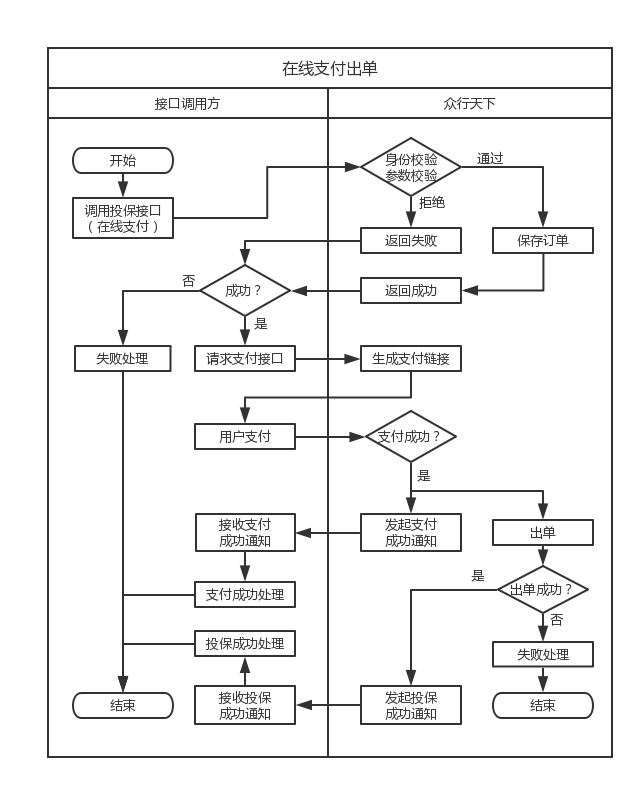 在线支付出单
接口调用方
众行天下
开始
身份校验
参数校验
通过
拒绝
调用投保接口
（在线支付）
返回失败
保存订单
否
成功？
返回成功
是
失败处理
请求支付接口
生成支付链接
用户支付
支付成功？
是
接收支付
成功通知
发起支付
成功通知
出单
是
出单成功？
支付成功处理
否
投保成功处理
失败处理
结束
接收投保
成功通知
发起投保
成功通知
结束